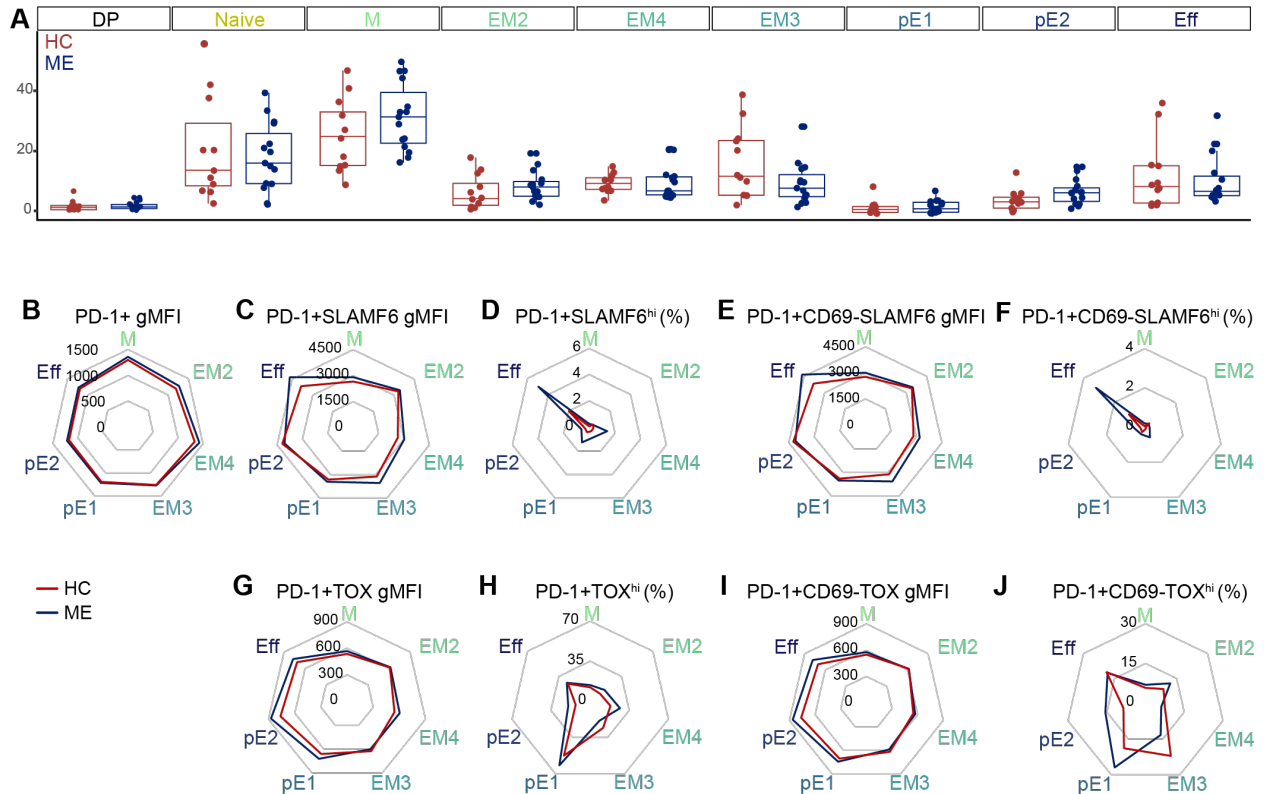 A
DP Naive M EM2 EM4 EM3 pE1 pE2 Eff
HC
ME
40
20
0
B PD-1+ gMFI
M
1500
1000
500
0
Eff
EM2
pE2
EM4
pE1
EM3
C PD-1+SLAMF6 gMFI
M
4500
3000
1500
0
Eff
EM2
pE2
EM4
pE1
EM3
D PD-1+SLAMF6hi (%)
M
6
4
2
0
Eff
EM2
pE2
EM4
pE1
EM3
E PD-1+CD69-SLAMF6 gMFI
M
4500
3000
1500
0
Eff
EM2
pE2
EM4
pE1
EM3
F PD-1+CD69-SLAMF6hi (%)
M
4
2
0
Eff
EM2
pE2
EM4
pE1
EM3
HC
ME
G PD-1+TOX gMFI
M
900
600
300
0
Eff
EM2
pE2
EM4
pE1
EM3
H PD-1+TOXhi (%)
M
70
35
0
Eff
EM2
pE2
EM4
pE1
EM3
I PD-1+CD69-TOX gMFI
M
900
600
300
0
Eff
EM2
pE2
EM4
pE1
EM3
J PD-1+CD69-TOXhi (%)
M
30
15
0
Eff
EM2
pE2
EM4
pE1
EM3